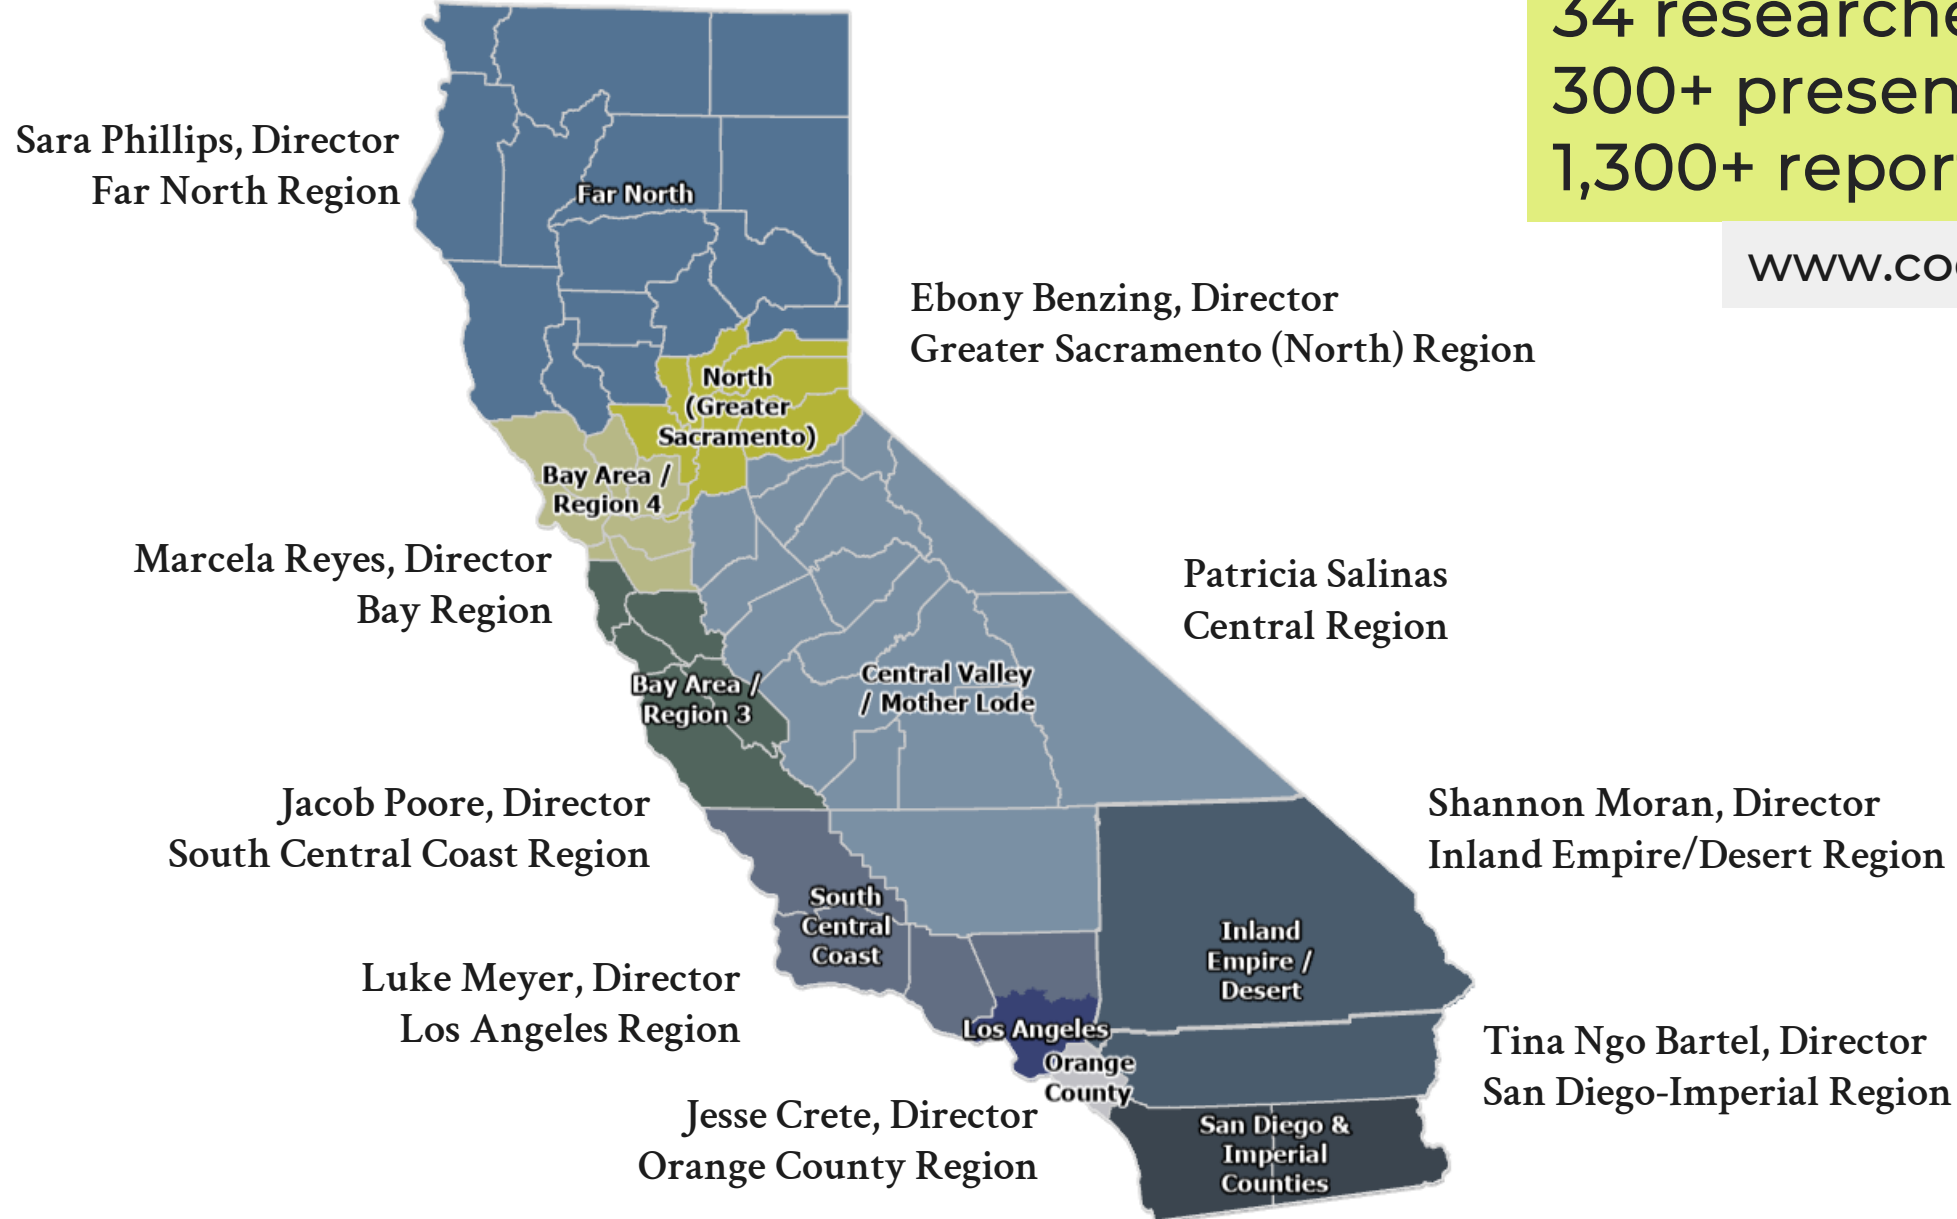 34 researche
300+ presen
1,300+ repor
www.coe
Sara Phillips, Director
Far North Region
Far North
Ebony Benzing, Director
Greater Sacramento (North) Region
North
(Greater
Sacramento)
Bay Area /
Region 4
Marcela Reyes, Director
Bay Region
Patricia Salinas
Central Region
Central Valley
/ Mother Lode
Bay Area /
Region 3
Jacob Poore, Director
South Central Coast Region
Shannon Moran, Director
Inland Empire/Desert Region
South
Central
Coast
Inland
Empire /
Desert
Luke Meyer, Director
Los Angeles Region
Los Angeles
Tina Ngo Bartel, Director
San Diego-Imperial Region
Orange
County
Jesse Crete, Director
Orange County Region
San Diego &
Imperial
Counties